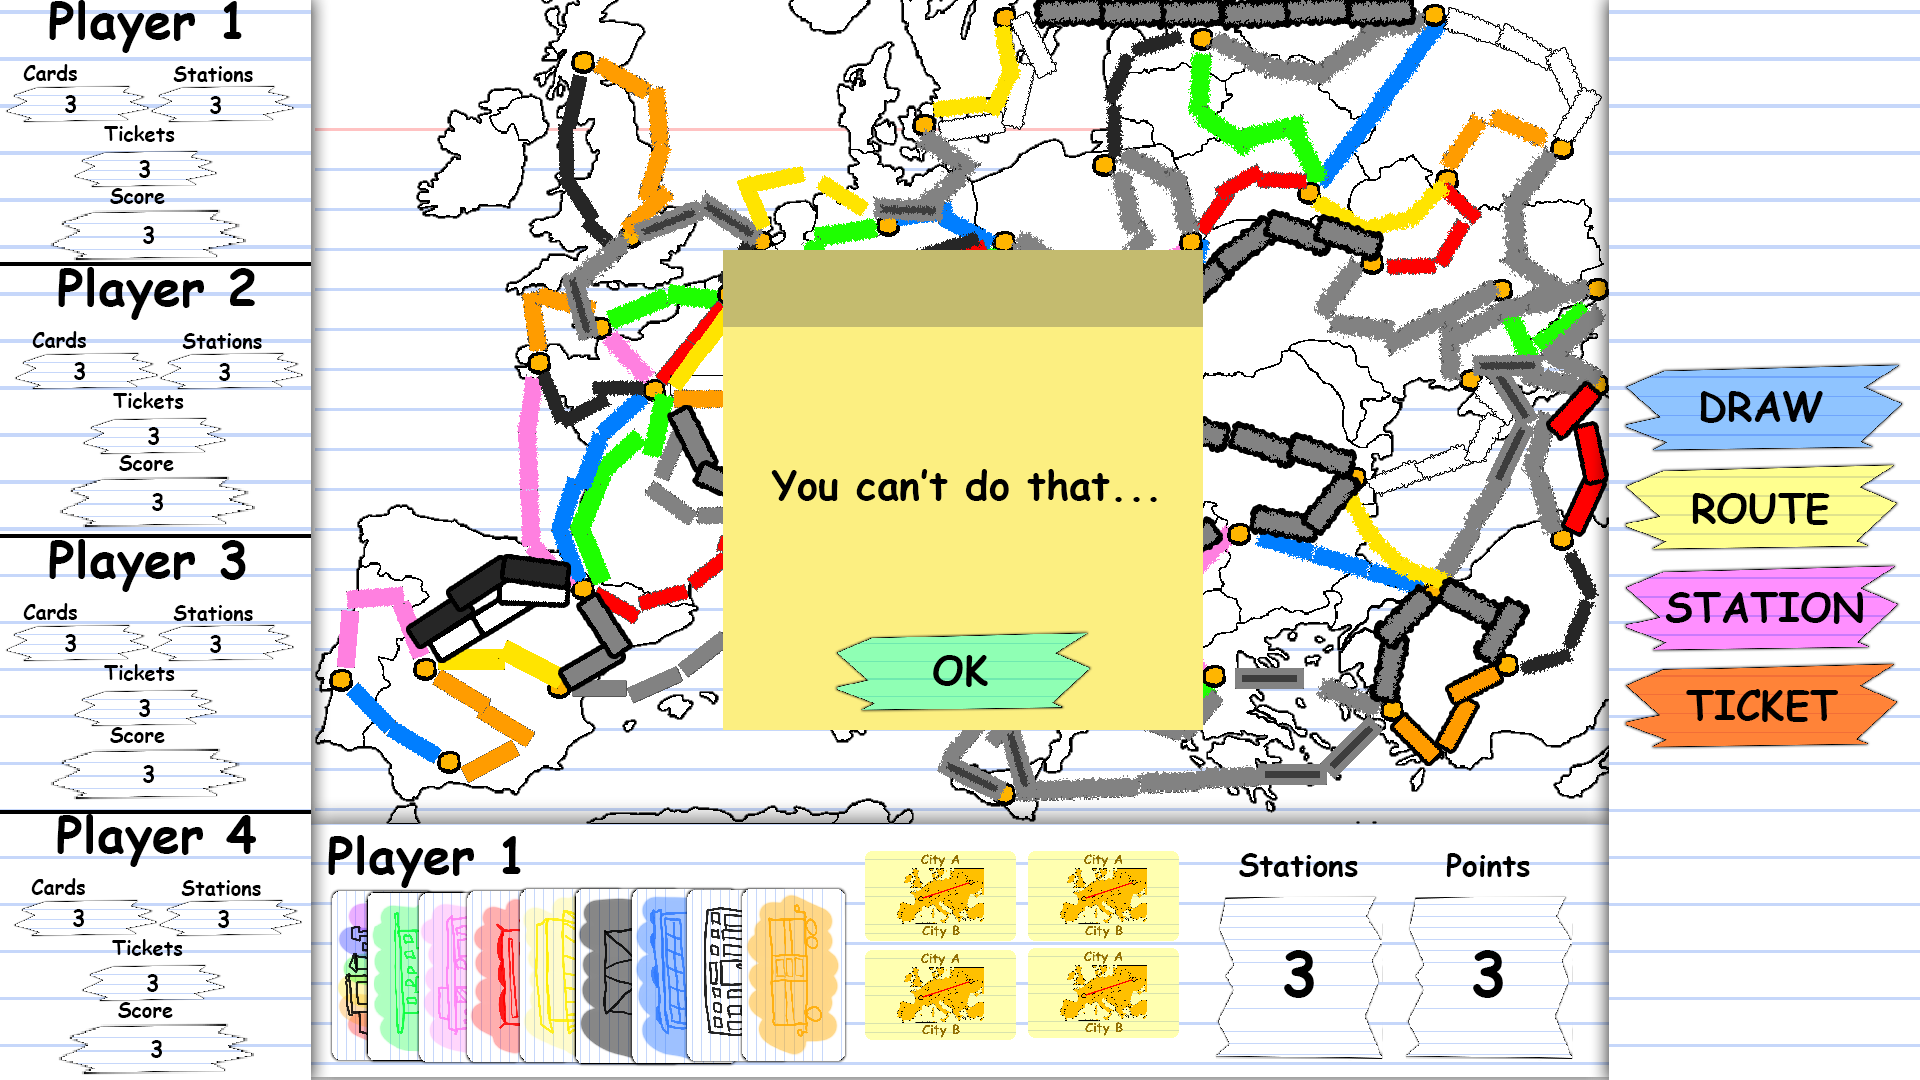 Player 1
Cards Stations
3 3
Tickets
3
Score
3
Player 2
Cards Stations
3 3
Tickets
3
Score
3
Player 3
Cards Stations
3 3
Tickets
3
Score
3
Player 4
Cards Stations
3 3
Tickets
3
Score
3
You can't do that...
OK
DRAW
ROUTE
STATION
TICKET
Player 1
City A
City B
City A
City B
City A
City B
City A
City B
Stations
3
Points
3